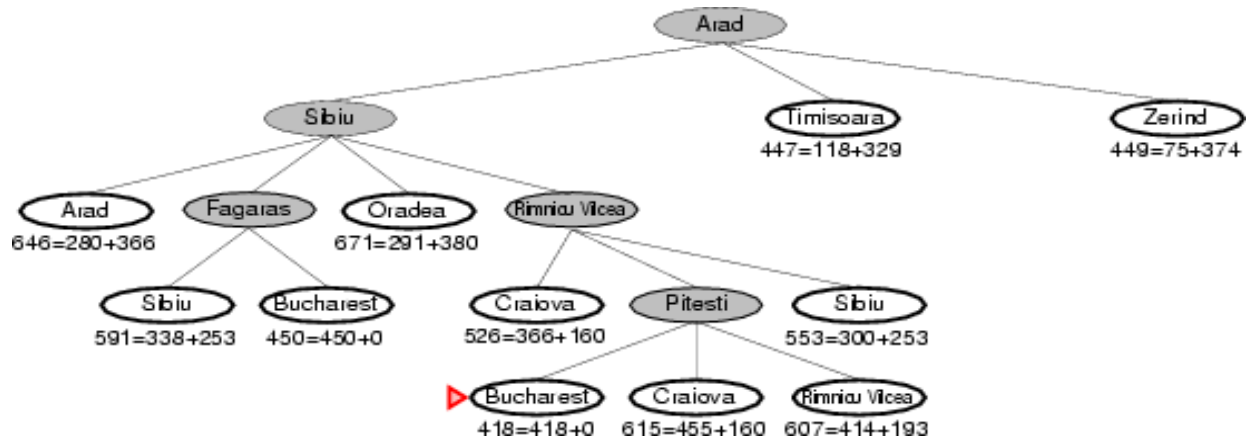 Arad
Sibiu Timisoara Zerind
447=118+329 449=75+374
Arad Fagaras Oradea Rimnicu Vilcea
646=280+366 671=291+380
Sibiu Bucharest Craiova Pitesti Sibiu
591=338+253 450=450+0 526=366+160 553=300+253
Bucharest Craiova Rimnicu Vilcea
418=418+0 615=455+160 607=414+193